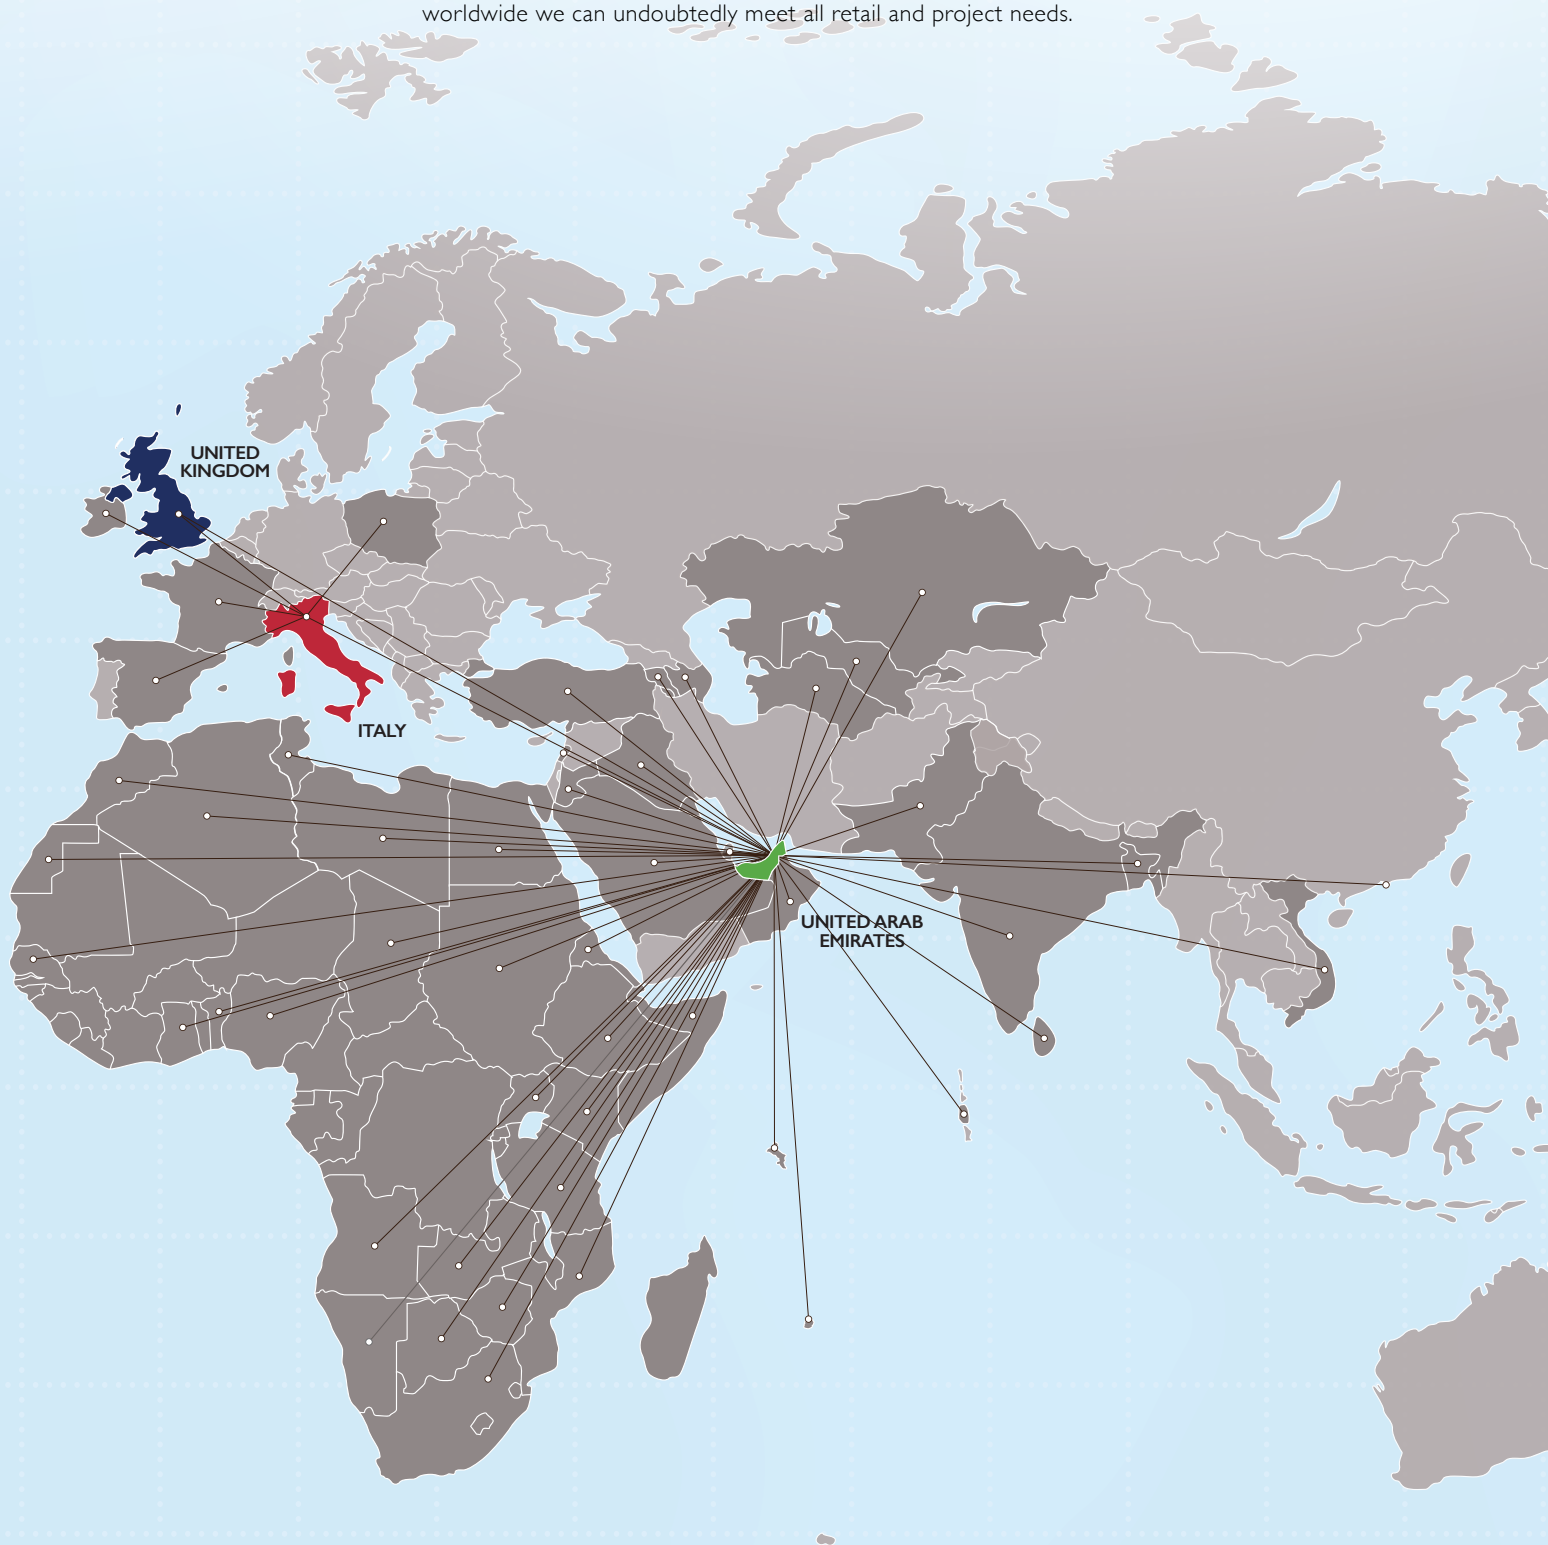 worldwide we can undoubtedly meet all retail and project needs.
UNITED
KINGDOM
ITALY
UNITED ARAB
EMIRATES